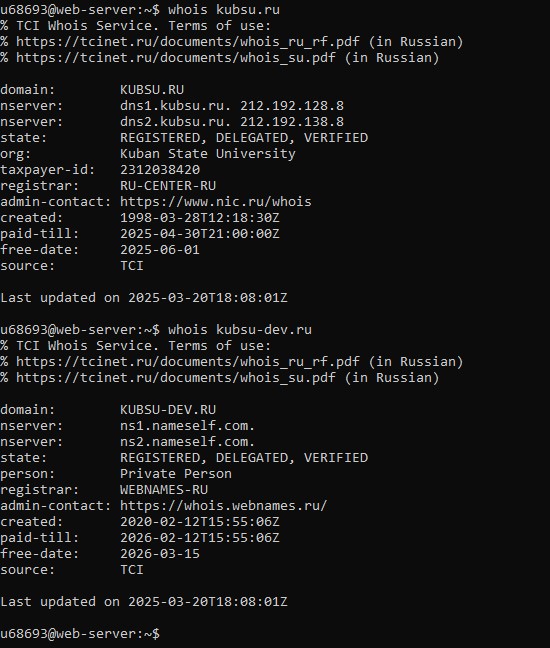 u68693@web-server:~$ whois kubsu.ru
% TCI Whois Service. Terms of use:
% https://tcinet.ru/documents/whois_ru_rf.pdf (in Russian)
% https://tcinet.ru/documents/whois_su.pdf (in Russian)

domain:        KUBSU.RU
nserver:       dns1.kubsu.ru. 212.192.128.8
nserver:       dns2.kubsu.ru. 212.192.138.8
state:         REGISTERED, DELEGATED, VERIFIED
org:           Kuban State University
taxpayer-id:   2312038420
registrar:     RU-CENTER-RU
admin-contact: https://www.nic.ru/whois
created:       1998-03-28T12:18:30Z
paid-till:     2025-04-30T21:00:00Z
free-date:     2025-06-01
source:        TCI

Last updated on 2025-03-20T18:08:01Z

u68693@web-server:~$ whois kubsu-dev.ru
% TCI Whois Service. Terms of use:
% https://tcinet.ru/documents/whois_ru_rf.pdf (in Russian)
% https://tcinet.ru/documents/whois_su.pdf (in Russian)

domain:        KUBSU-DEV.RU
nserver:       ns1.nameself.com.
nserver:       ns2.nameself.com.
state:         REGISTERED, DELEGATED, VERIFIED
person:        Private Person
registrar:     WEBNAMES-RU
admin-contact: https://whois.webnames.ru/
created:       2020-02-12T15:55:06Z
paid-till:     2026-02-12T15:55:06Z
free-date:     2026-03-15
source:        TCI

Last updated on 2025-03-20T18:08:01Z

u68693@web-server:~$